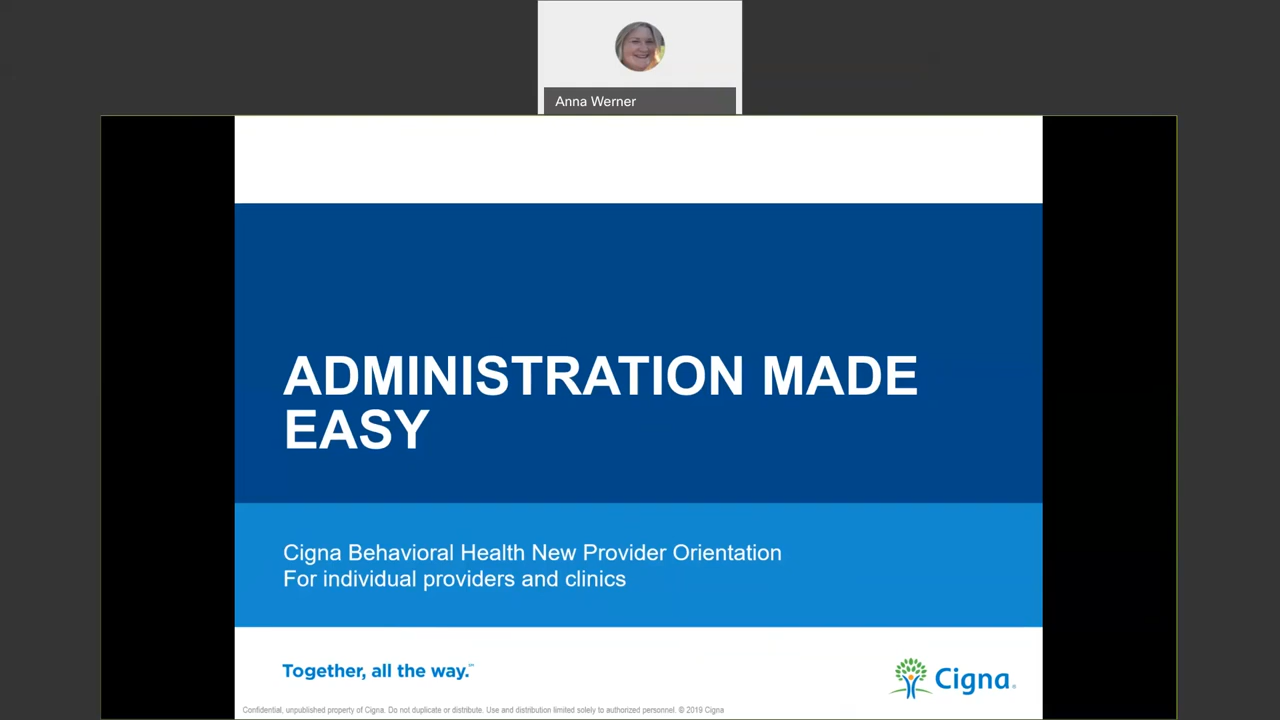 Anna Werner
ADMINISTRATION MADE
EASY
Cigna Behavioral Health New Provider Orientation
For individual providers and clinics
Together, all the way.℠
Cigna®
Confidential, unpublished property of Cigna. Do not duplicate or distribute. Use and distribution limited solely to authorized personnel. © 2019 Cigna